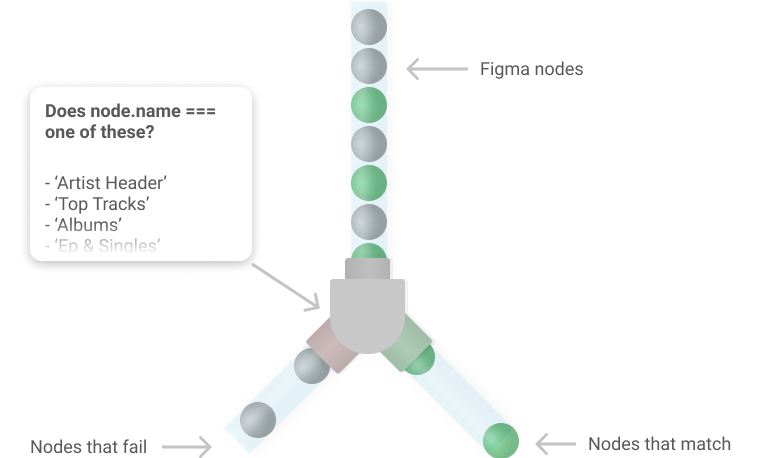 Figma nodes
Does node.name ===
one of these?
- ‘Artist Header’
- ‘Top Tracks’
- ‘Albums’
- ‘Ep & Singles’
Nodes that fail
Nodes that match